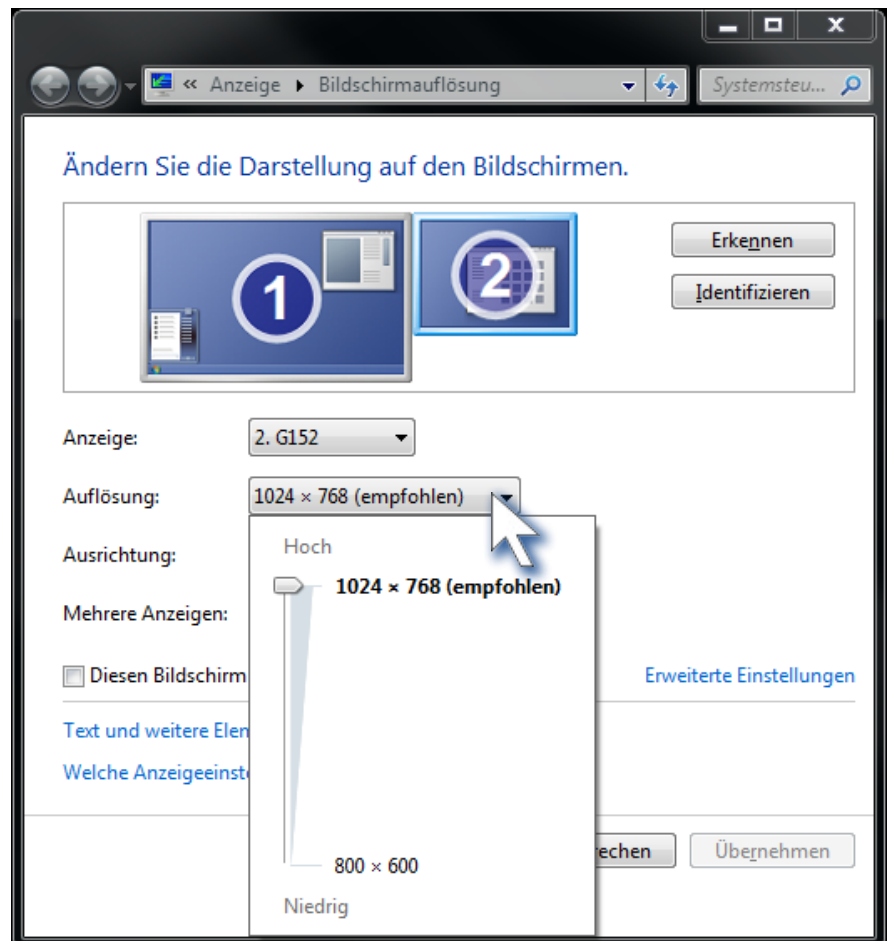 « Anzeige ▸ Bildschirmauflösung Systemsteu...
Ändern Sie die Darstellung auf den Bildschirmen.
1 2
Erkennen
Identifizieren
Anzeige: 2. G152
Auflösung: 1024 × 768 (empfohlen)
Ausrichtung:
Hoch
1024 × 768 (empfohlen)
Mehrere Anzeigen:
Diesen Bildschirm
Erweiterte Einstellungen
Text und weitere Elen
Welche Anzeigeeinst
800 × 600
rechen Übernehmen
Niedrig